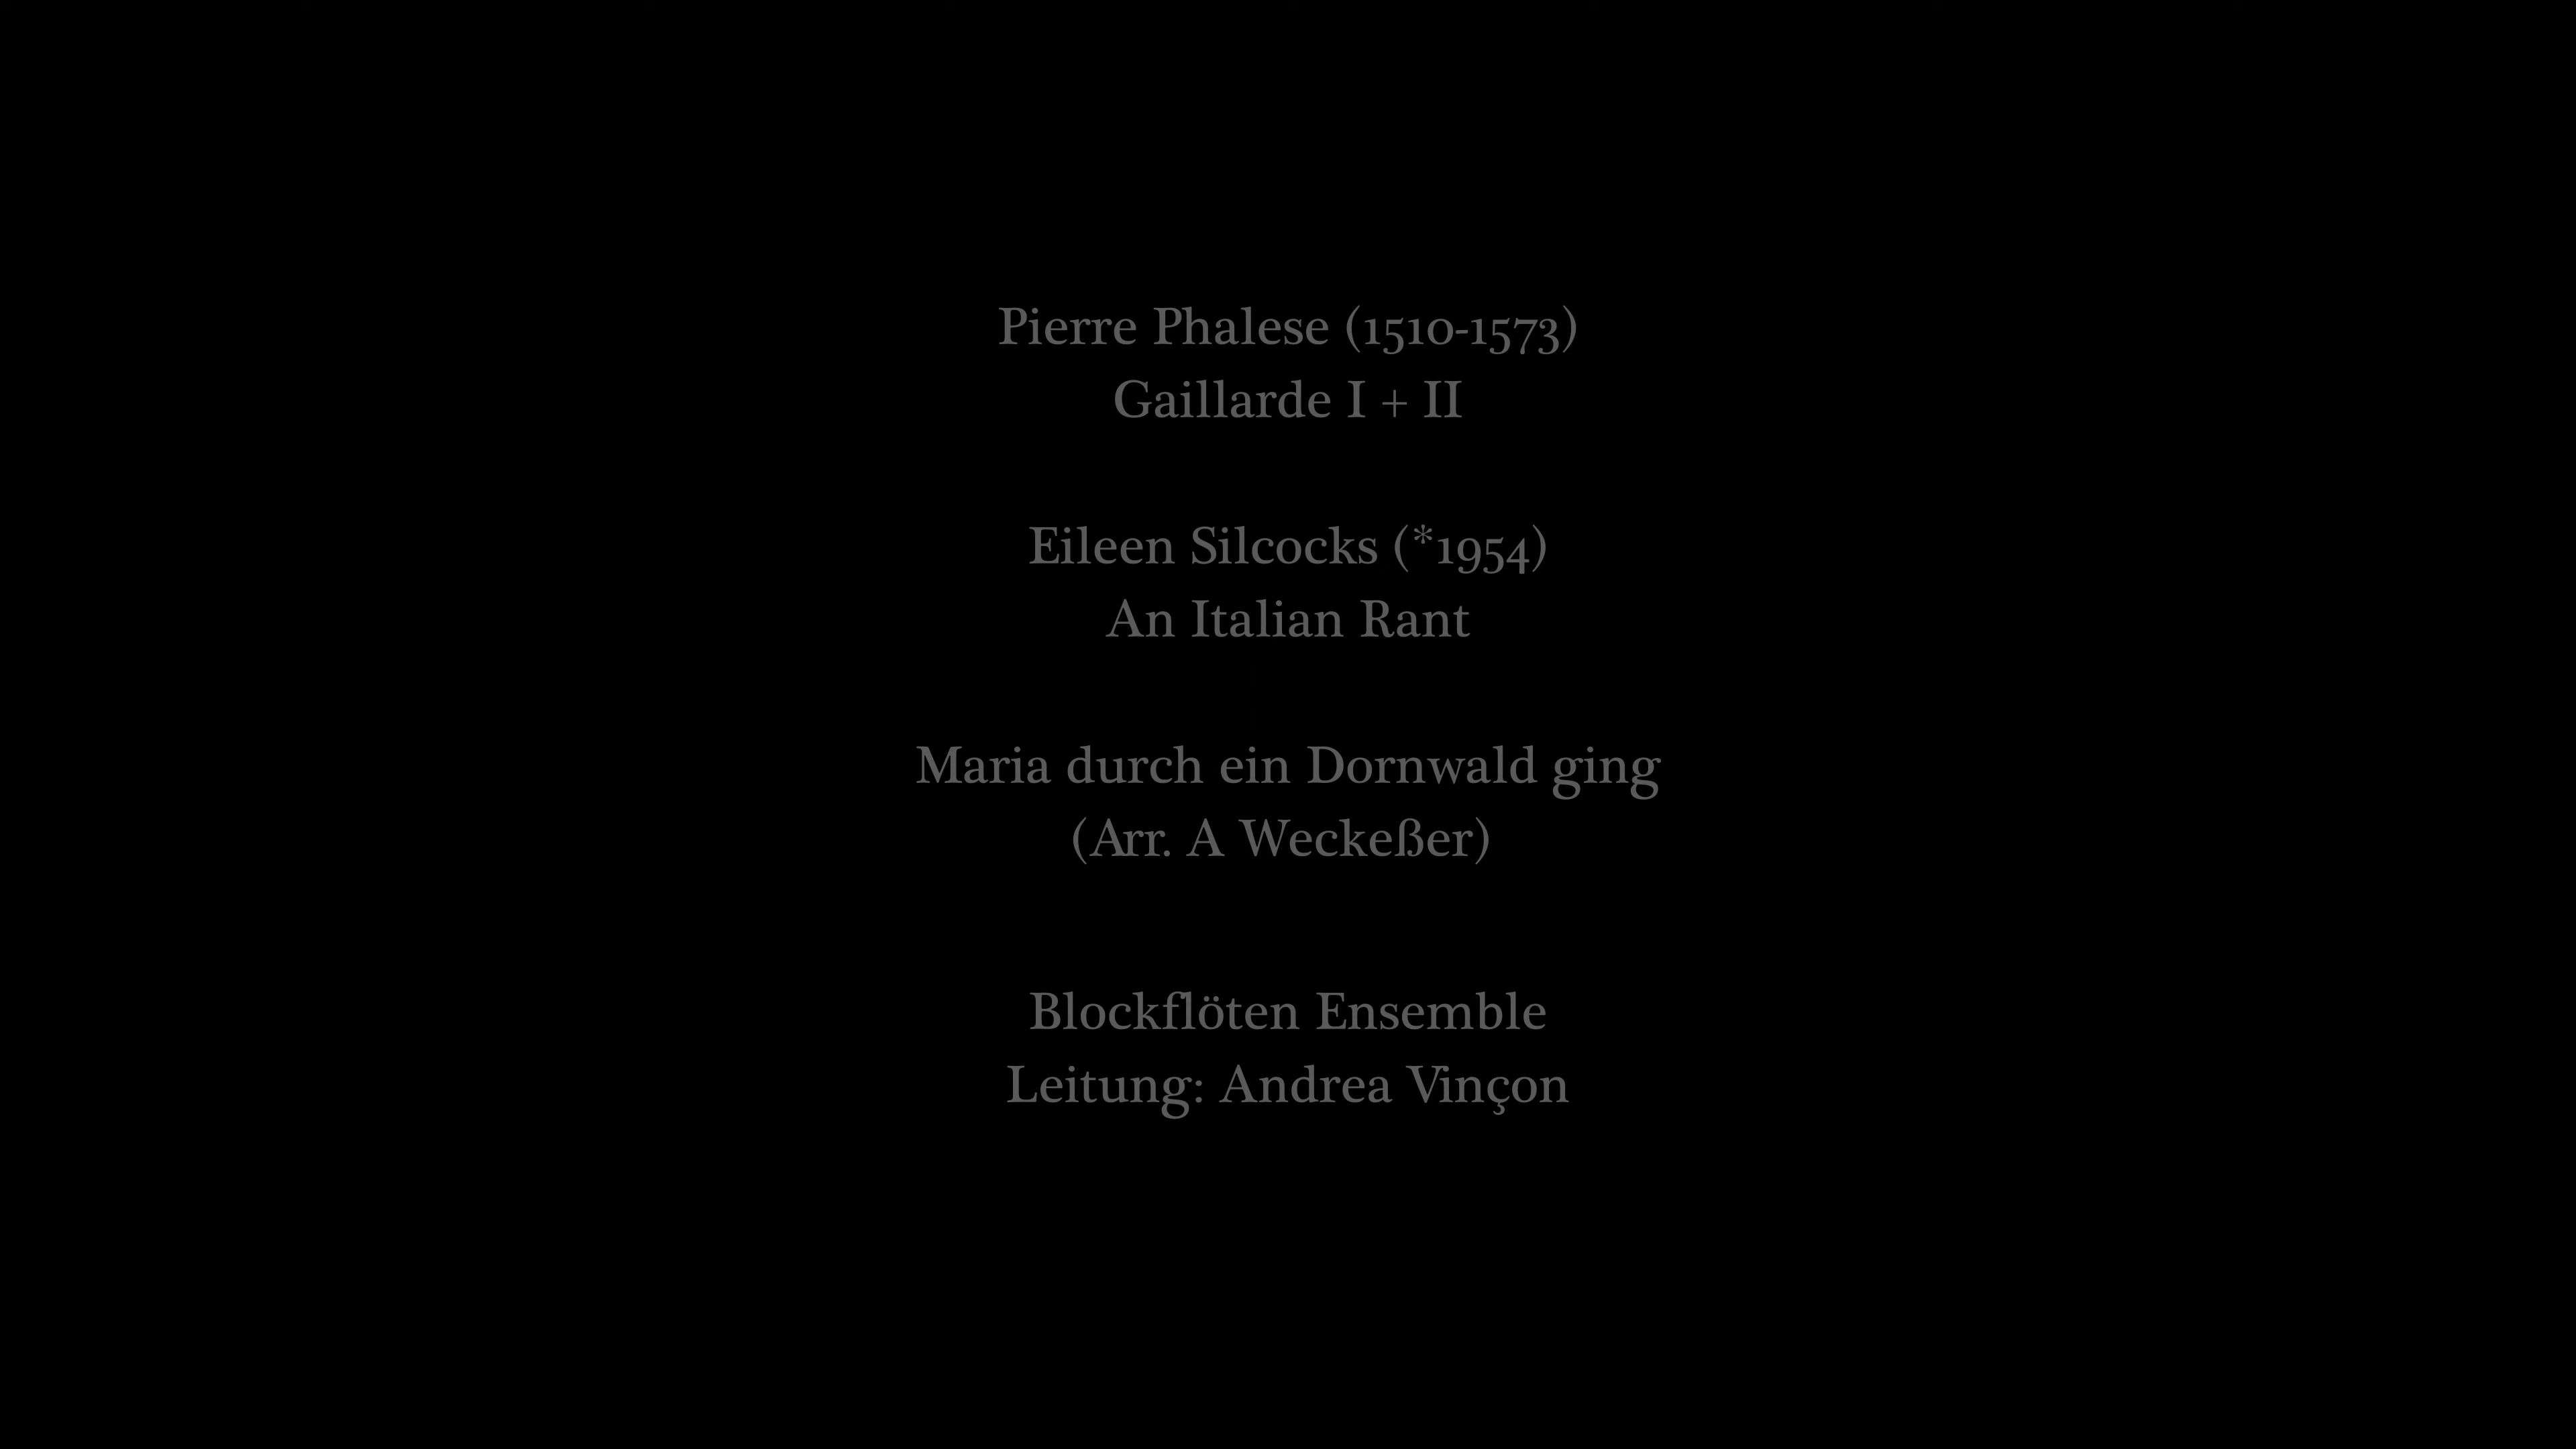 Pierre Phalese (1510-1573)
Gaillarde I + II
Eileen Silcocks (*1954)
An Italian Rant
Maria durch ein Dornwald ging
(Arr. A Weckeßer)
Blockflöten Ensemble
Leitung: Andrea Vinçon